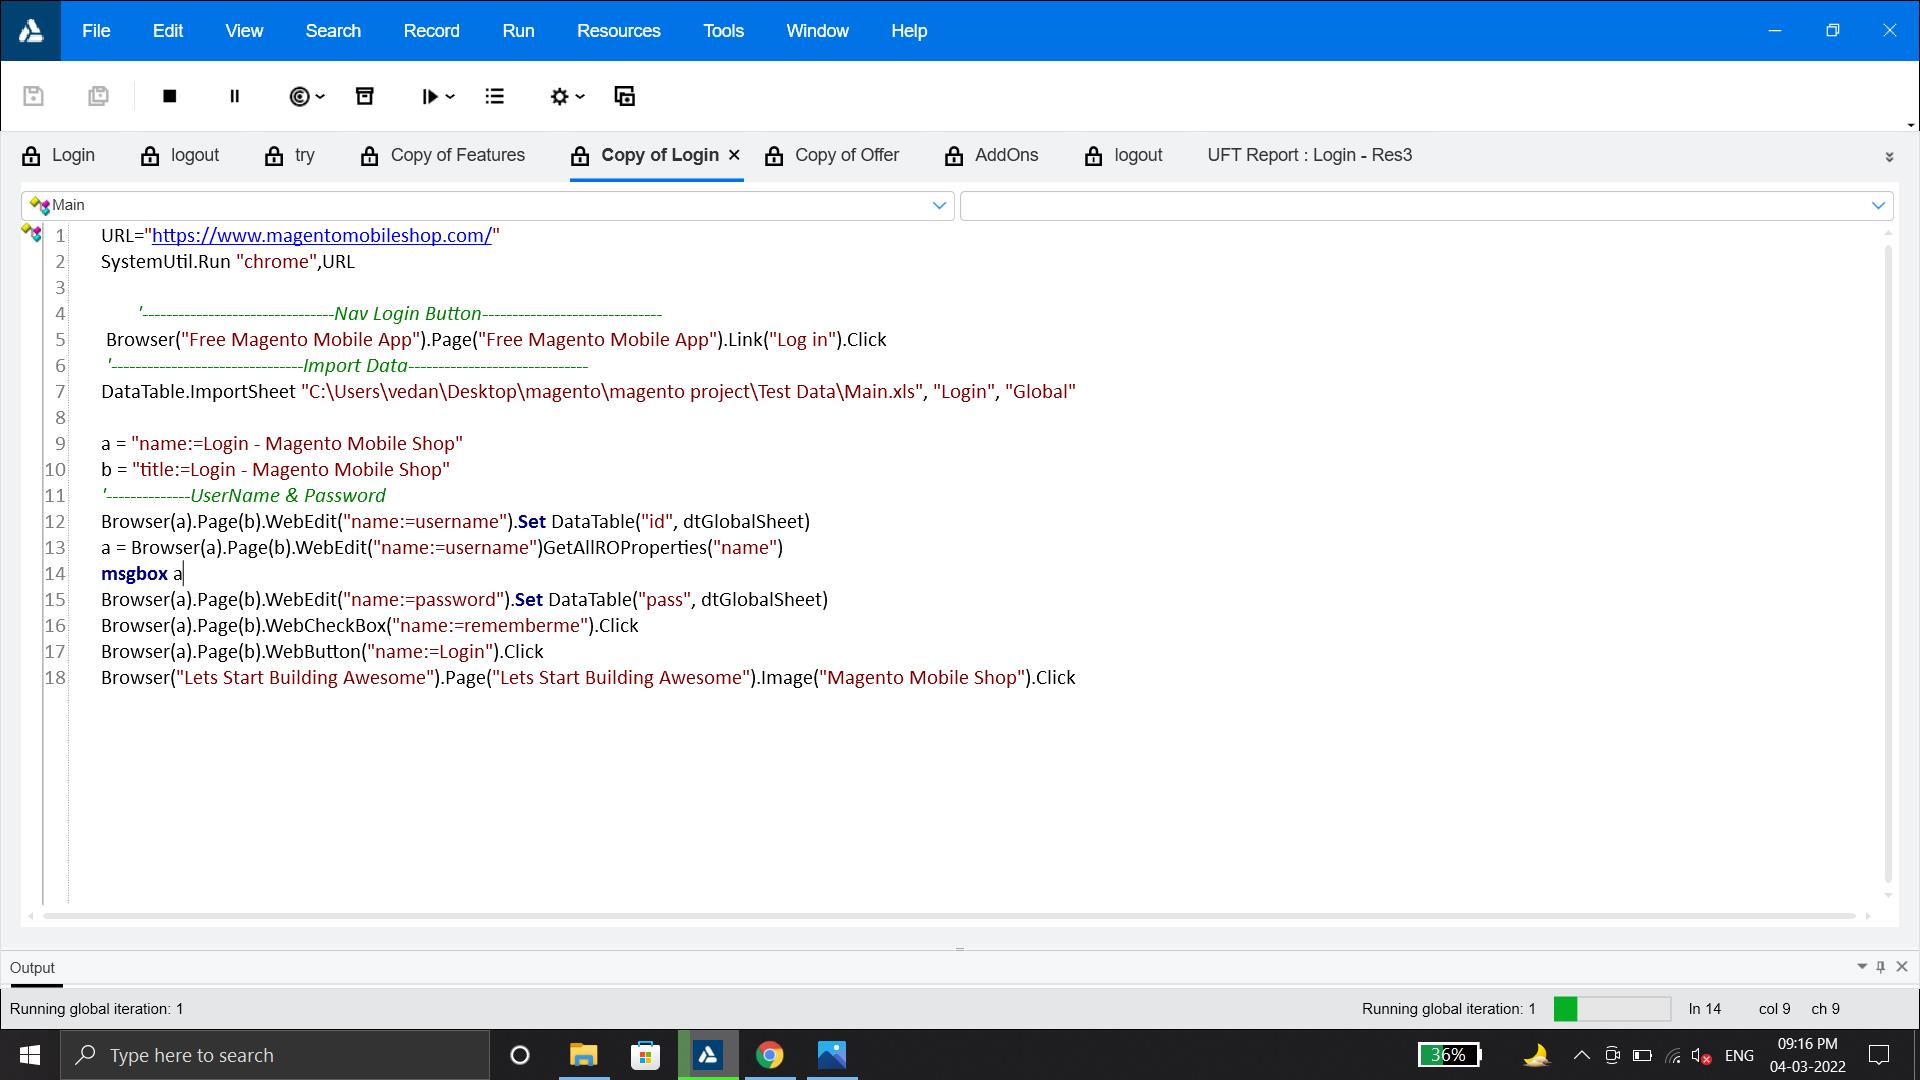 File Edit View Search Record Run Resources Tools Window Help
Login logout try Copy of Features Copy of Login Copy of Offer AddOns logout UFT Report : Login - Res3
Main
1 URL="https://www.magentomobileshop.com/"
2 SystemUtil.Run "chrome",URL
3
4 '--------------------------------Nav Login Button------------------------------
5 Browser("Free Magento Mobile App").Page("Free Magento Mobile App").Link("Log in").Click
6 '--------------------------------Import Data------------------------------
7 DataTable.ImportSheet "C:\Users\vedan\Desktop\magento\magento project\Test Data\Main.xls", "Login", "Global"
8
9 a = "name:=Login - Magento Mobile Shop"
10 b = "title:=Login - Magento Mobile Shop"
11 '--------------UserName & Password
12 Browser(a).Page(b).WebEdit("name:=username").Set DataTable("id", dtGlobalSheet)
13 a = Browser(a).Page(b).WebEdit("name:=username")GetAllROProperties("name")
14 msgbox a
15 Browser(a).Page(b).WebEdit("name:=password").Set DataTable("pass", dtGlobalSheet)
16 Browser(a).Page(b).WebCheckBox("name:=rememberme").Click
17 Browser(a).Page(b).WebButton("name:=Login").Click
18 Browser("Lets Start Building Awesome").Page("Lets Start Building Awesome").Image("Magento Mobile Shop").Click
Output
Running global iteration: 1 Running global iteration: 1 ln 14 col 9 ch 9
Type here to search 36% ENG 09:16 PM
04-03-2022